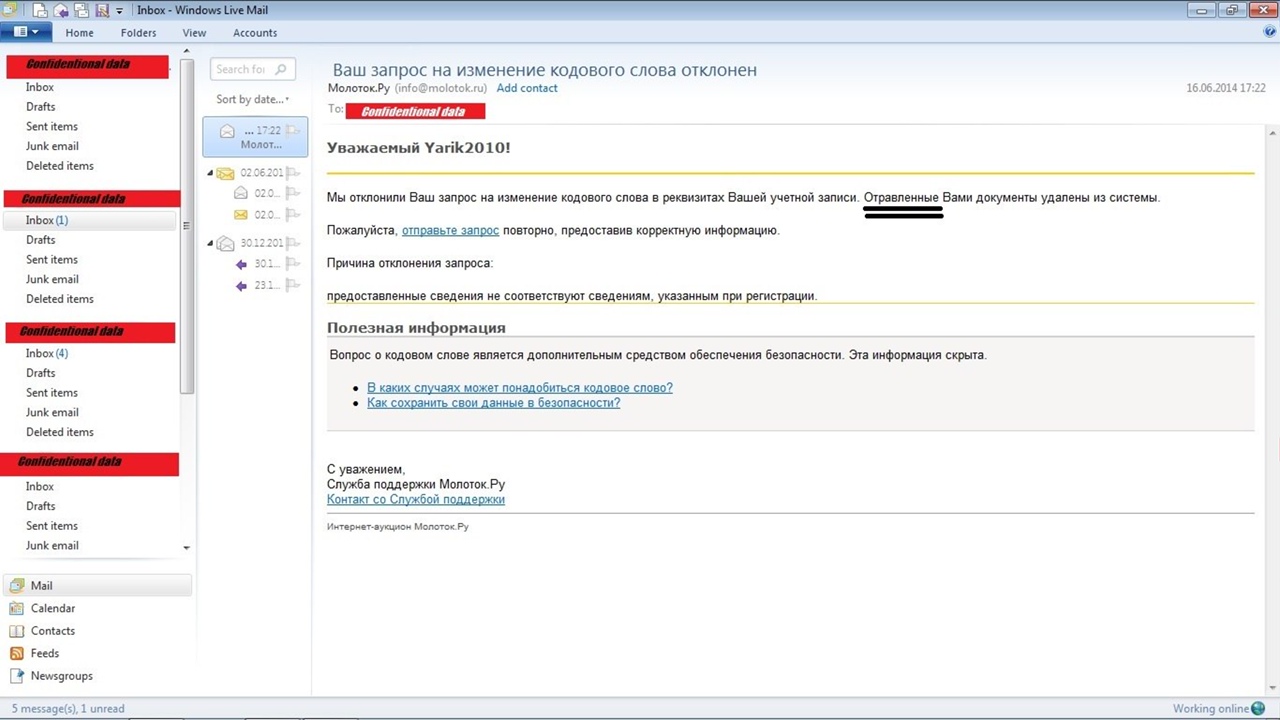 Inbox - Windows Live Mail
Home Folders View Accounts
Confidentional data
Inbox
Drafts
Sent items
Junk email
Deleted items
Confidentional data
Inbox (1)
Drafts
Sent items
Junk email
Deleted items
Confidentional data
Inbox (4)
Drafts
Sent items
Junk email
Deleted items
Confidentional data
Inbox
Drafts
Sent items
Junk email
Mail
Calendar
Contacts
Feeds
Newsgroups
Search for
Sort by date...
... 17:22
Молот...
02.06.201
02.0...
02.0...
30.12.201
30.1...
23.1...
Ваш запрос на изменение кодового слова отклонен
Молоток.Ру (info@molotok.ru) Add contact 16.06.2014 17:22
To: Confidentional data
Уважаемый Yarik2010!
Мы отклонили Ваш запрос на изменение кодового слова в реквизитах Вашей учетной записи. Отравленные Вами документы удалены из системы.
Пожалуйста, отправьте запрос повторно, предоставив корректную информацию.
Причина отклонения запроса:
предоставленные сведения не соответствуют сведениям, указанным при регистрации.
Полезная информация
Вопрос о кодовом слове является дополнительным средством обеспечения безопасности. Эта информация скрыта.
В каких случаях может понадобиться кодовое слово?
Как сохранить свои данные в безопасности?
С уважением,
Служба поддержки Молоток.Ру
Контакт со Службой поддержки
Интернет-аукцион Молоток.Ру
5 message(s), 1 unread Working online